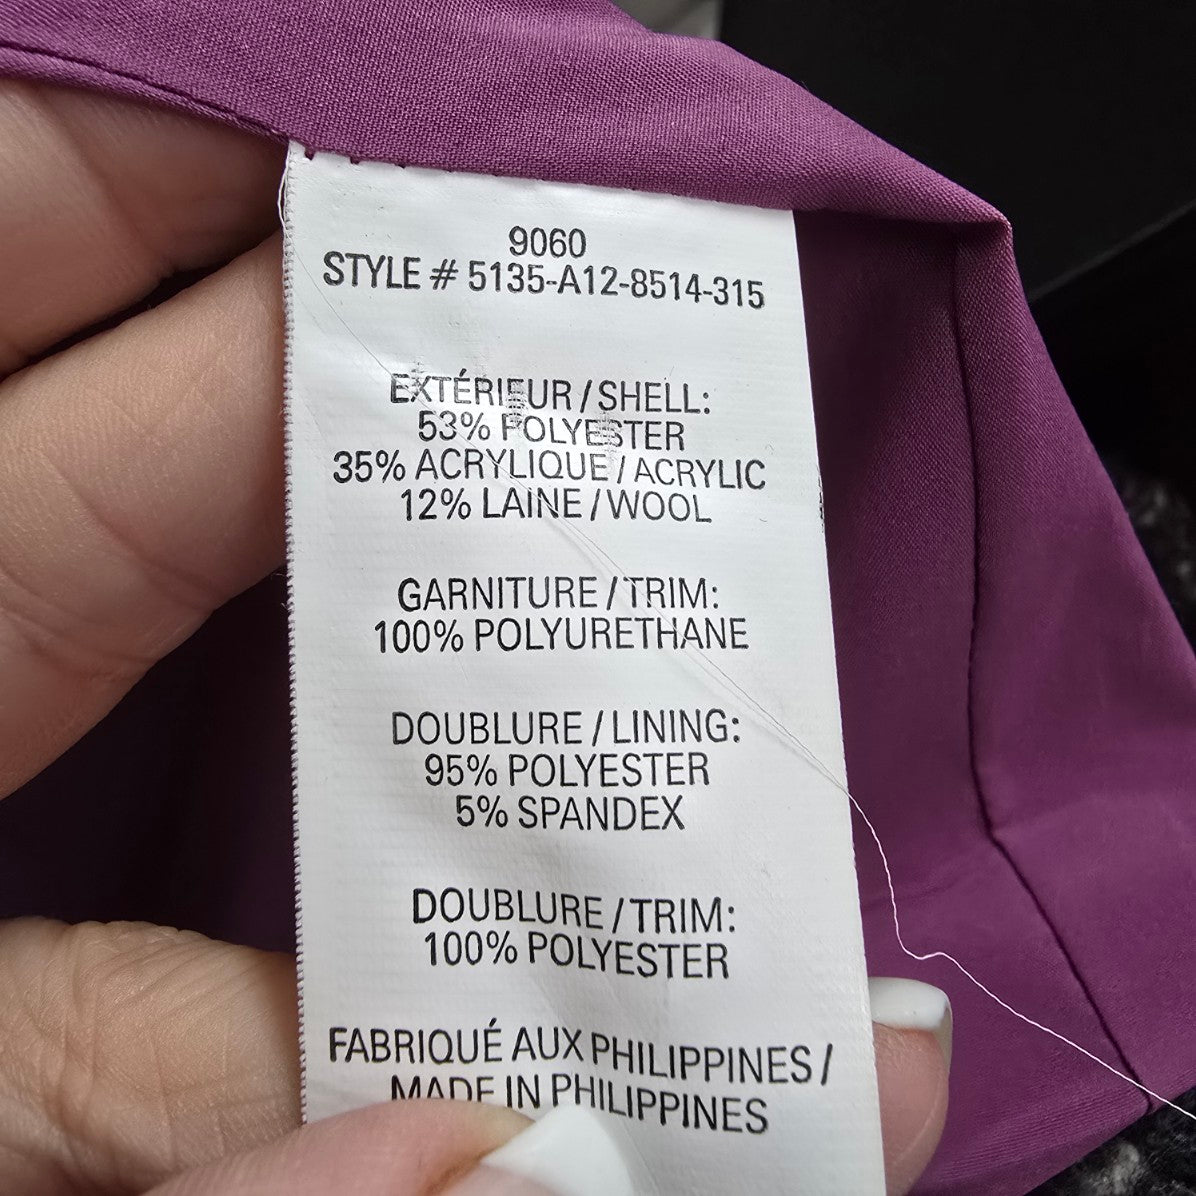 9060
STYLE # 5135-A12-8514-315
EXTÉRIEUR / SHELL:
53% POLYESTER
35% ACRYLIQUE / ACRYLIC
12% LAINE / WOOL
GARNITURE / TRIM:
100% POLYURETHANE
DOUBLURE / LINING:
95% POLYESTER
5% SPANDEX
DOUBLURE / TRIM:
100% POLYESTER
FABRIQUÉ AUX PHILIPPINES /
MADE IN PHILIPPINES